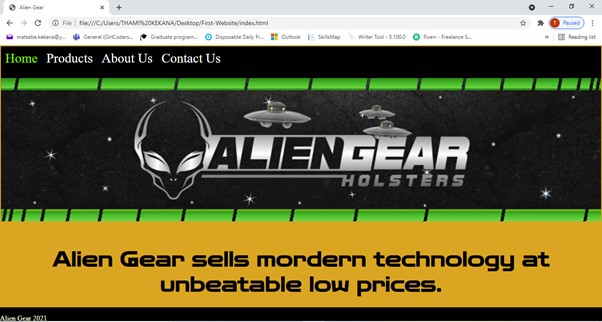 Alien Gear
File file:///C:/Users/THAMI%20KEKANA/Desktop/First-Website/index.html Paused
matsebe.kekana@y... General (GirlCoders... Graduate program... Disposable Daily Fr... Outlook SkillsMap Writer Tool - 5.100.0 Fiverr - Freelance S... » Reading list
Home Products About Us Contact Us
ALIENGEAR
HOLSTERS
Alien Gear sells mordern technology at
unbeatable low prices.
Alien Gear 2021